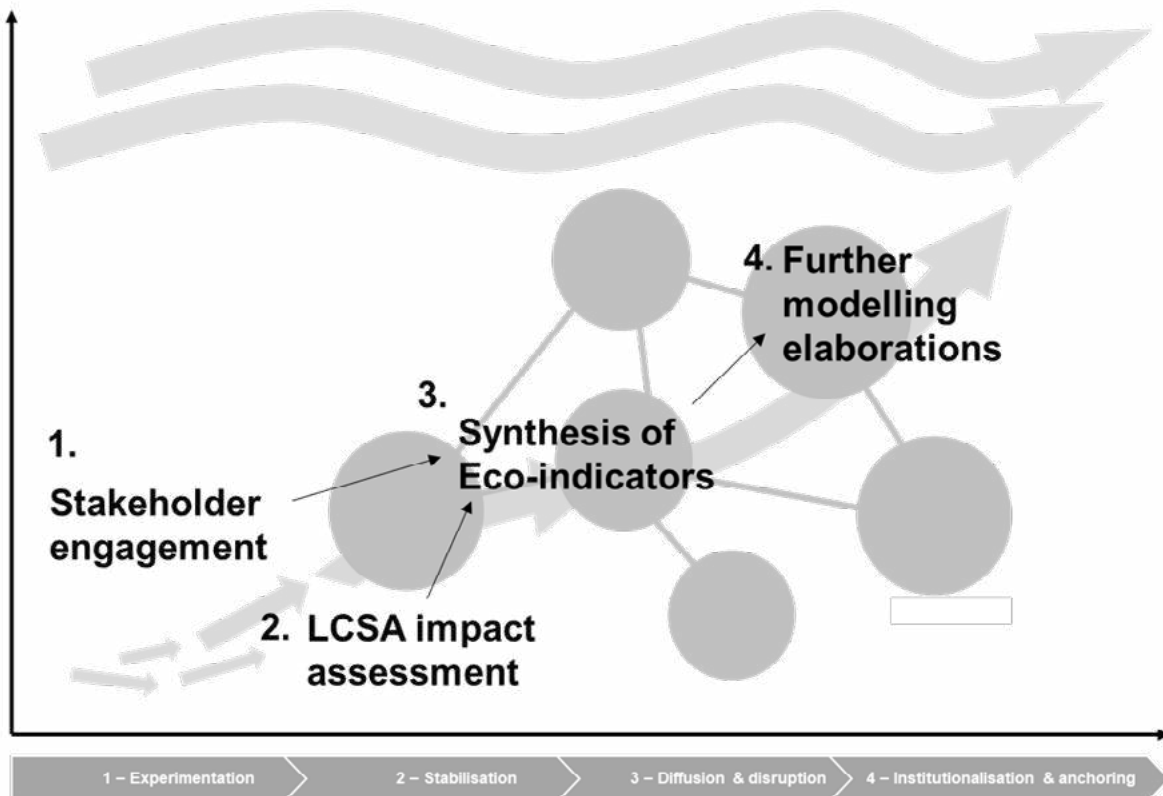 1.
Stakeholder
engagement
2. LCSA impact
assessment
3.
Synthesis of
Eco-indicators
4. Further
modelling
elaborations
1 – Experimentation
2 – Stabilisation
3 – Diffusion & disruption
4 – Institutionalisation & anchoring